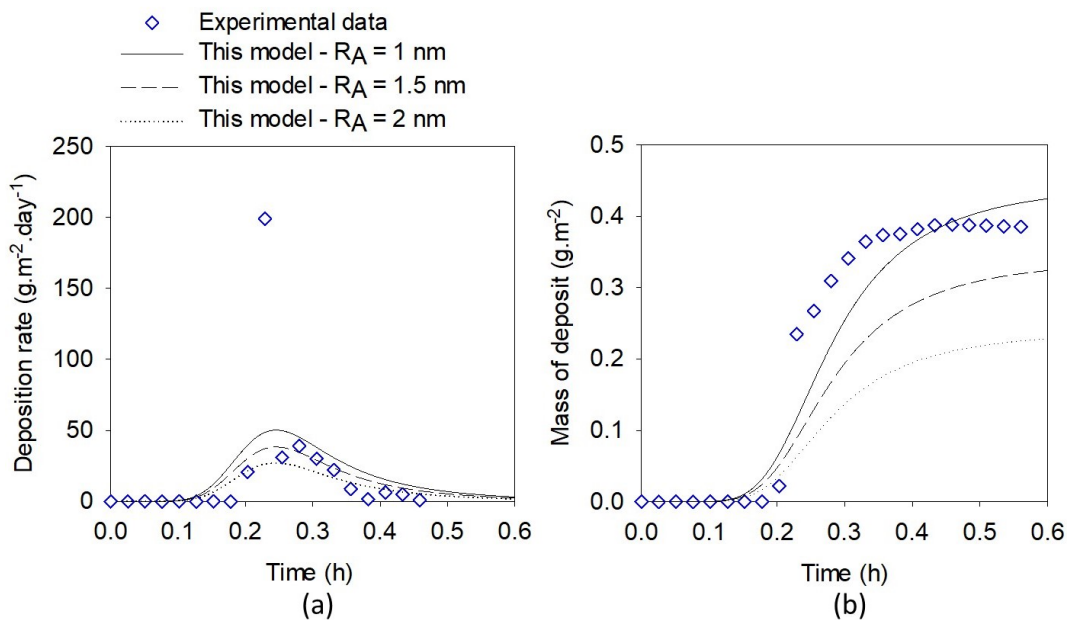 Experimental data
This model - RA = 1 nm
This model - RA = 1.5 nm
This model - RA = 2 nm
Deposition rate (g.m-2.day-1)
250
200
150
100
50
0
0.0 0.1 0.2 0.3 0.4 0.5 0.6
Time (h)
(a)
Mass of deposit (g.m-2)
0.5
0.4
0.3
0.2
0.1
0.0
0.0 0.1 0.2 0.3 0.4 0.5 0.6
Time (h)
(b)